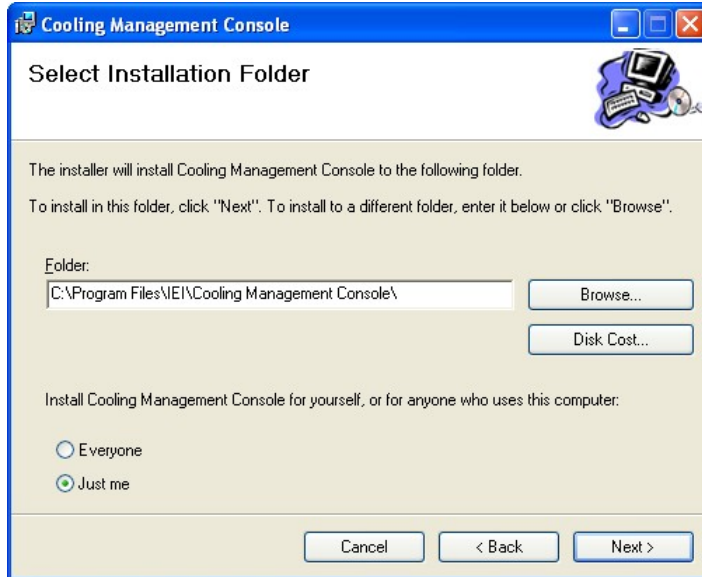 Cooling Management Console
Select Installation Folder
The installer will install Cooling Management Console to the following folder.
To install in this folder, click "Next". To install to a different folder, enter it below or click "Browse".
Folder:
C:\Program Files\IEI\Cooling Management Console\
Browse...
Disk Cost...
Install Cooling Management Console for yourself, or for anyone who uses this computer:
Everyone
Just me
Cancel
< Back
Next >